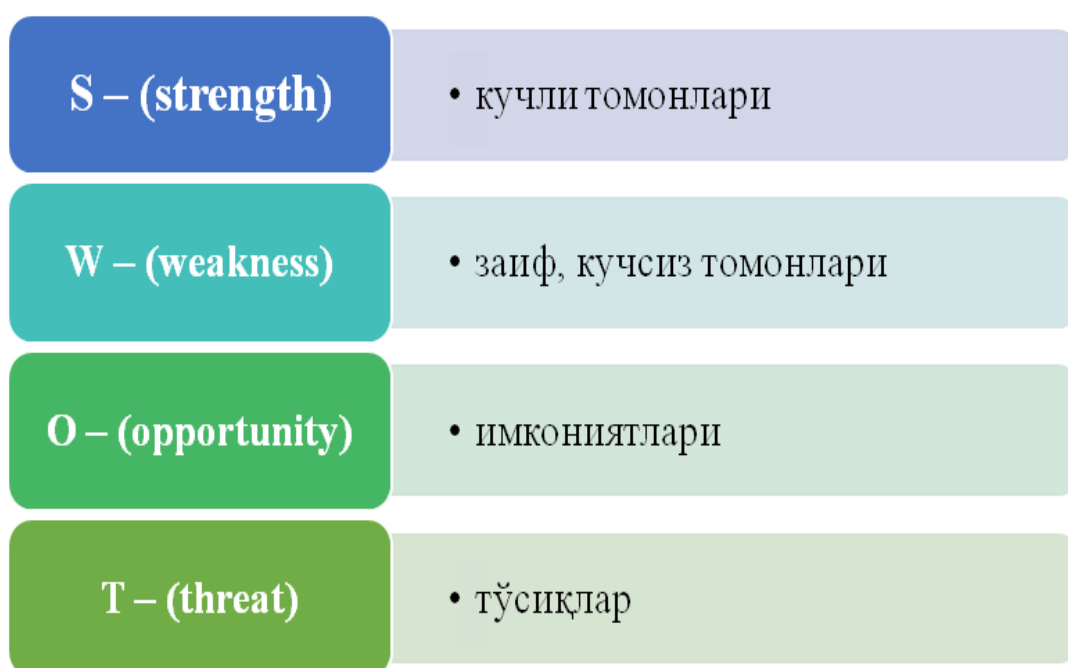 S – (strength)
• кучли томонлари
W – (weakness)
• заиф, кучсиз томонлари
O – (opportunity)
• имкониятлари
T – (threat)
• тўсиқлар